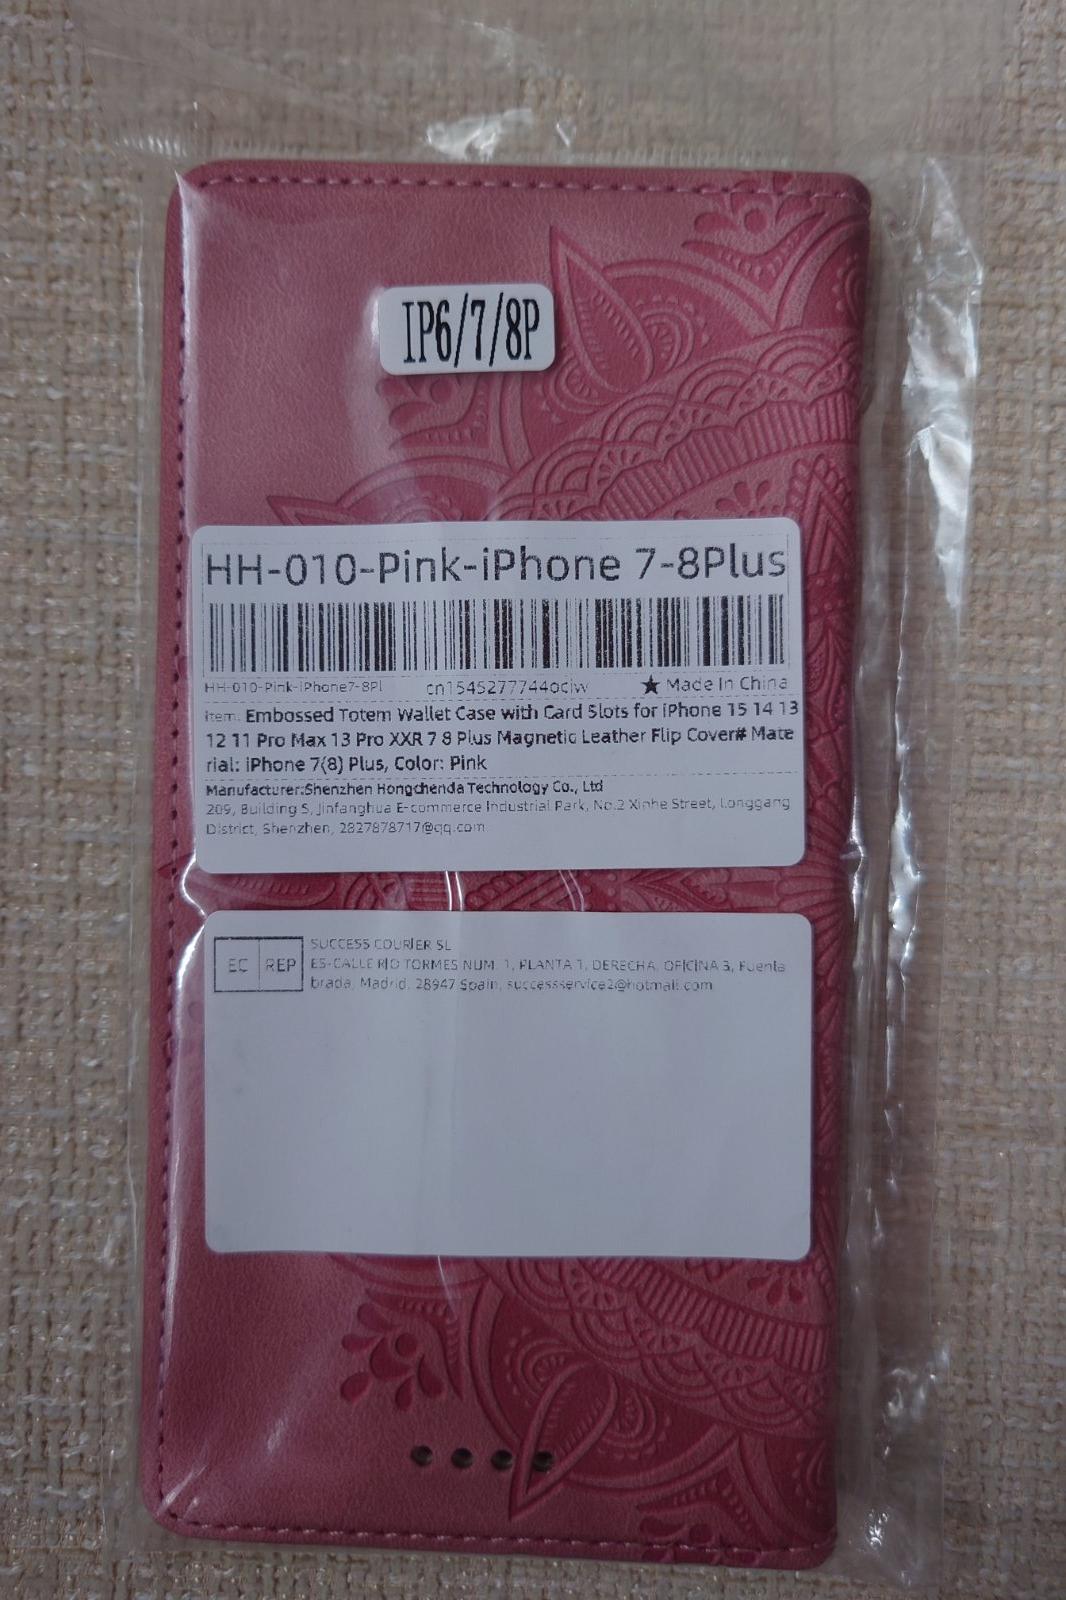 IP6/7/8P
HH-010-Pink-iPhone 7-8Plus
HH-010-Pink-iPhone7-8Pl cn1545277744ociw ★ Made In China
Item: Embossed Totem Wallet Case with Card Slots for iPhone 15 14 13
12 11 Pro Max 13 Pro XXR 7 8 Plus Magnetic Leather Flip Cover# Mate
rial: iPhone 7(8) Plus, Color: Pink
Manufacturer:Shenzhen Hongchenda Technology Co., Ltd
209, Building S, Jinfanghua E-commerce Industrial Park, No.2 Xinhe Street, Longgang
District, Shenzhen, 2827878717@qq.com
EC REP
SUCCESS COURIER SL
ES-CALLE RIO TORMES NUM. 1, PLANTA 1, DERECHA, OFICINA 3, Fuenla
brada, Madrid, 28947 Spain, successservice2@hotmail.com